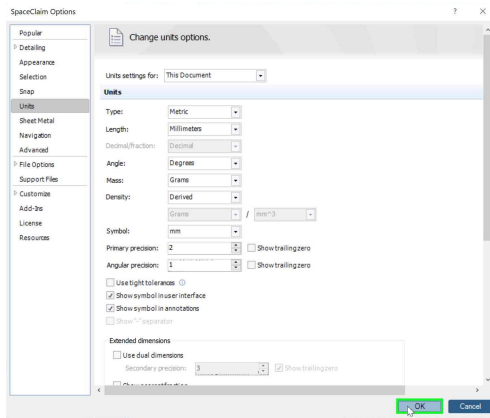 SpaceClaim Options
Popular
Detailing
Appearance
Selection
Snap
Units
Sheet Metal
Navigation
Advanced
File Options
Support Files
Customize
Add-Ins
License
Resources
Change units options.
Units settings for: This Document
Units
Type: Metric
Length: Millimeters
Decimal/fraction: Decimal
Angle: Degrees
Mass: Grams
Density: Derived
Grams / mm^3
Symbol: mm
Primary precision: 2 Show trailing zero
Angular precision: 1 Show trailing zero
Use tight tolerances
Show symbol in user interface
Show symbol in annotations
Show "-" separator
Extended dimensions
Use dual dimensions
Secondary precision: 3 Show trailing zero
Show nearest fraction
OK Cancel